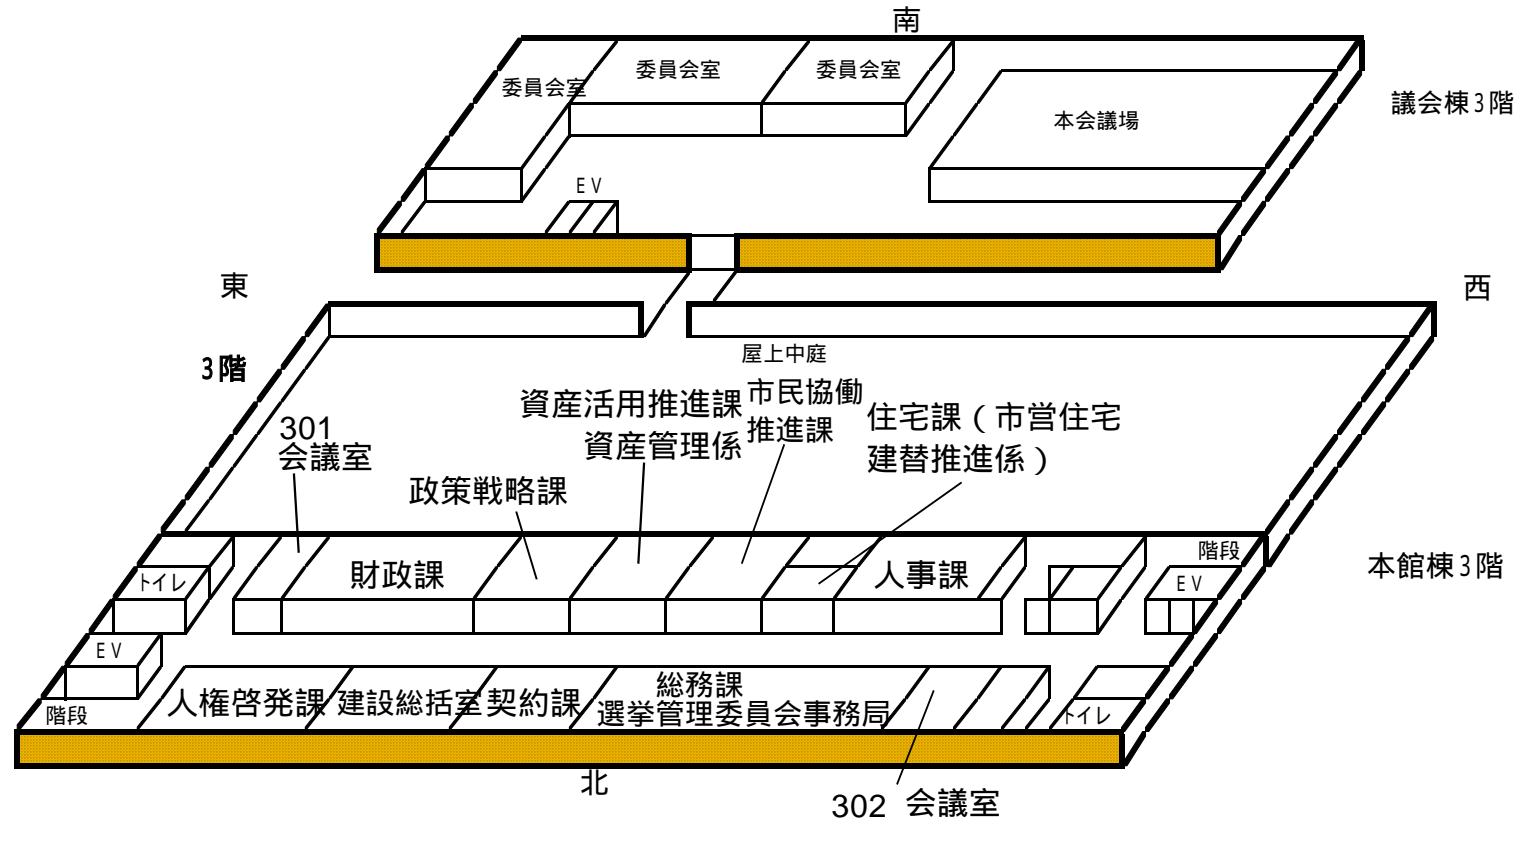 南
委員会室
委員会室
委員会室
議会棟3階
本会議場
EV
東
西
3階
屋上中庭
資産活用推進課
資産管理係
市民協働
推進課
住宅課(市営住宅
建替推進係)
301
会議室
政策戦略課
トイレ
財政課
人事課
階段
EV
本館棟3階
EV
階段
人権啓発課
建設総括室
契約課
総務課
選挙管理委員会事務局
トイレ
北
302 会議室